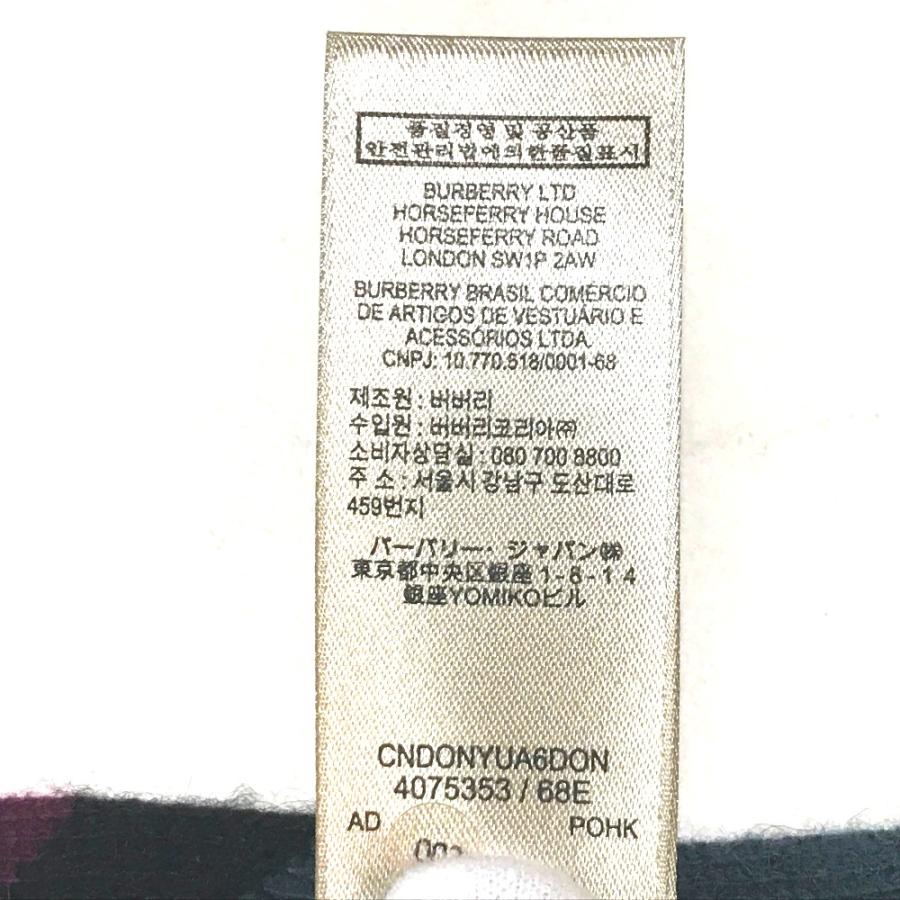 품질경영 및 공산품
안전관리법에의한품질표시
BURBERRY LTD
HORSEFERRY HOUSE
HORSEFERRY ROAD
LONDON SW1P 2AW
BURBERRY BRASIL COMÉRCIO
DE ARTIGOS DE VESTUÁRIO E
ACESSÓRIOS LTDA.
CNPJ: 10.770.518/0001-68
제조원 : 버버리
수입원 : 버버리코리아㈜
소비자상담실 : 080 700 8800
주 소 : 서울시 강남구 도산대로
459번지
バーバリー・ジャパン㈱
東京都中央区銀座 1-8-14
銀座YOMIKOビル
CNDONYUA6DON
4075353 / 68E
AD POHK